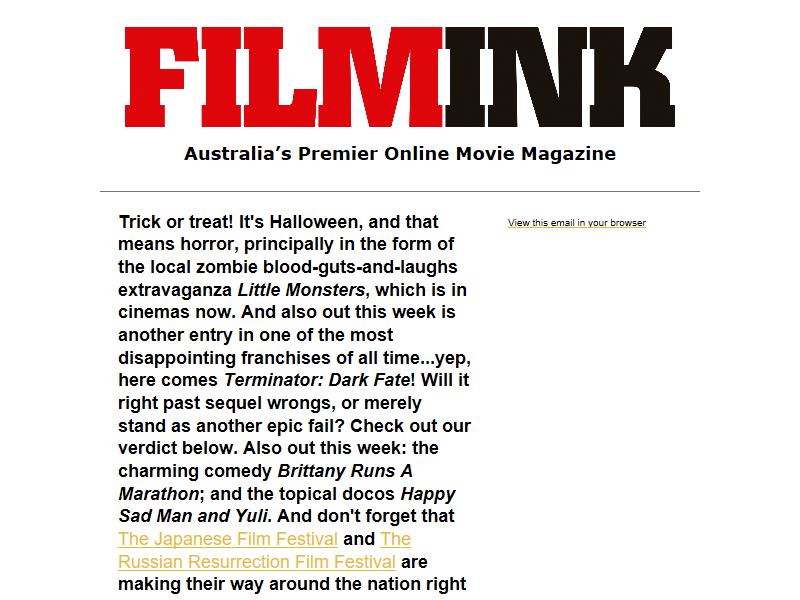 FILMINK
Australia’s Premier Online Movie Magazine
View this email in your browser
Trick or treat! It's Halloween, and that
means horror, principally in the form of
the local zombie blood-guts-and-laughs
extravaganza Little Monsters, which is in
cinemas now. And also out this week is
another entry in one of the most
disappointing franchises of all time...yep,
here comes Terminator: Dark Fate! Will it
right past sequel wrongs, or merely
stand as another epic fail? Check out our
verdict below. Also out this week: the
charming comedy Brittany Runs A
Marathon; and the topical docos Happy
Sad Man and Yuli. And don't forget that
The Japanese Film Festival and The
Russian Resurrection Film Festival are
making their way around the nation right